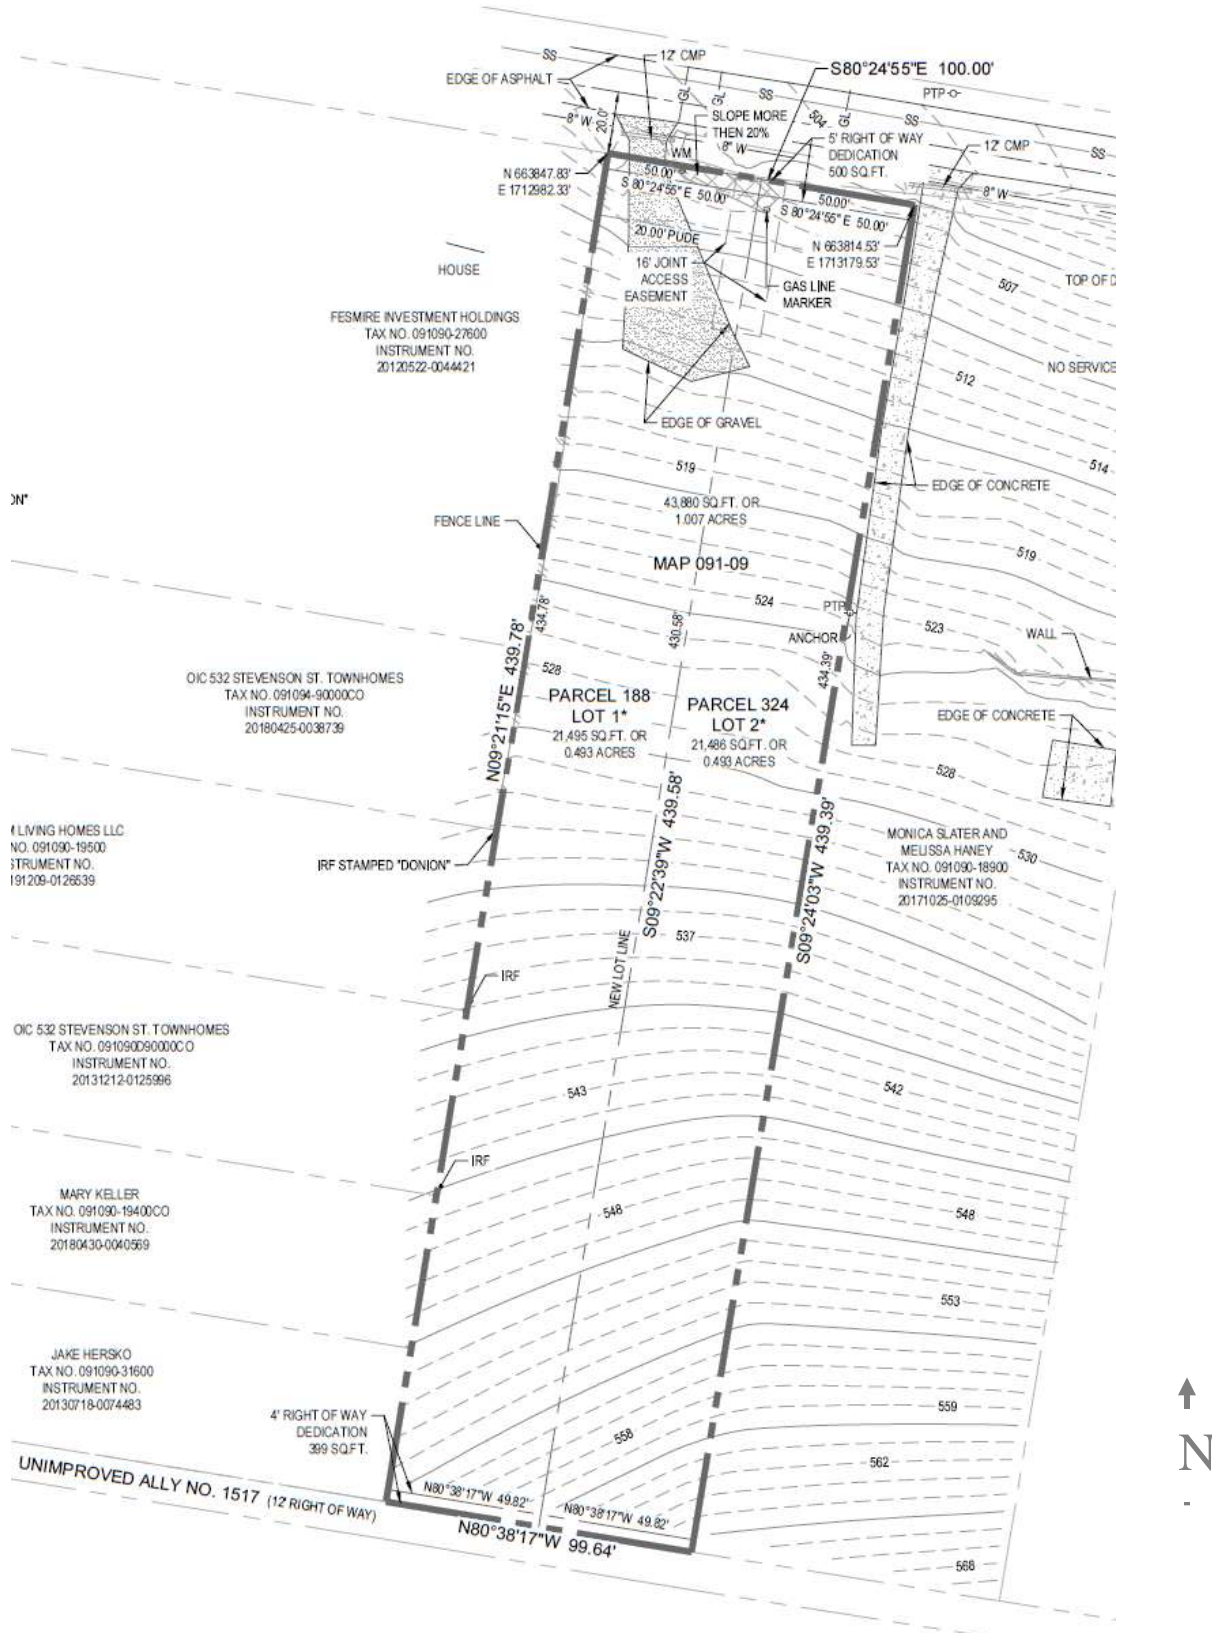 SS
12' CMP
S80°24'55"E 100.00'
EDGE OF ASPHALT
GL
GL
SS
GL
PTP
8" W
20.0'
SLOPE MORE
THEN 20%
504
SS
8" W
5' RIGHT OF WAY
DEDICATION
500 SQ.FT.
12' CMP
SS
WM
N 663847.83'
E 1712982.33'
50.00'
S 80°24'55" E 50.00'
50.00'
S 80°24'55" E 50.00'
8" W
20.00' PUDE
N 663814.53'
E 1713179.53'
HOUSE
16' JOINT
ACCESS
EASEMENT
GAS LINE
MARKER
507
TOP OF
FESMIRE INVESTMENT HOLDINGS
TAX NO. 091090-27600
INSTRUMENT NO.
20120522-0044421
512
NO SERVICE
EDGE OF GRAVEL
519
514
EDGE OF CONCRETE
ON"
43,880 SQ.FT. OR
1.007 ACRES
FENCE LINE
519
MAP 091-09
524
PTP
523
434.78'
430.58'
ANCHOR
WALL
434.39'
N09°21'15"E 439.78'
528
OIC 532 STEVENSON ST. TOWNHOMES
TAX NO. 091094-90000CO
INSTRUMENT NO.
20180425-0038739
PARCEL 188
LOT 1*
21,495 SQ.FT. OR
0.493 ACRES
PARCEL 324
LOT 2*
21,486 SQ.FT. OR
0.493 ACRES
EDGE OF CONCRETE
528
S09°22'39"W 439.58'
S09°24'03"W 439.39'
LIVING HOMES LLC
NO. 091090-19500
STRUMENT NO.
191209-0126539
IRF STAMPED "DONION"
MONICA SLATER AND
MELISSA HANEY
TAX NO. 091090-18900
INSTRUMENT NO.
20171025-0109295
530
537
NEW LOT LINE
IRF
OIC 532 STEVENSON ST. TOWNHOMES
TAX NO. 091090D90000CO
INSTRUMENT NO.
20131212-0125996
543
542
IRF
MARY KELLER
TAX NO. 091090-19400CO
INSTRUMENT NO.
20180430-0040569
548
548
553
JAKE HERSKO
TAX NO. 091090-31600
INSTRUMENT NO.
20130718-0074483
4' RIGHT OF WAY
DEDICATION
399 SQ.FT.
559
558
562
UNIMPROVED ALLY NO. 1517 (12' RIGHT OF WAY)
N80°38'17"W 49.82'
N80°38'17"W 49.82'
N80°38'17"W 99.64'
568
N